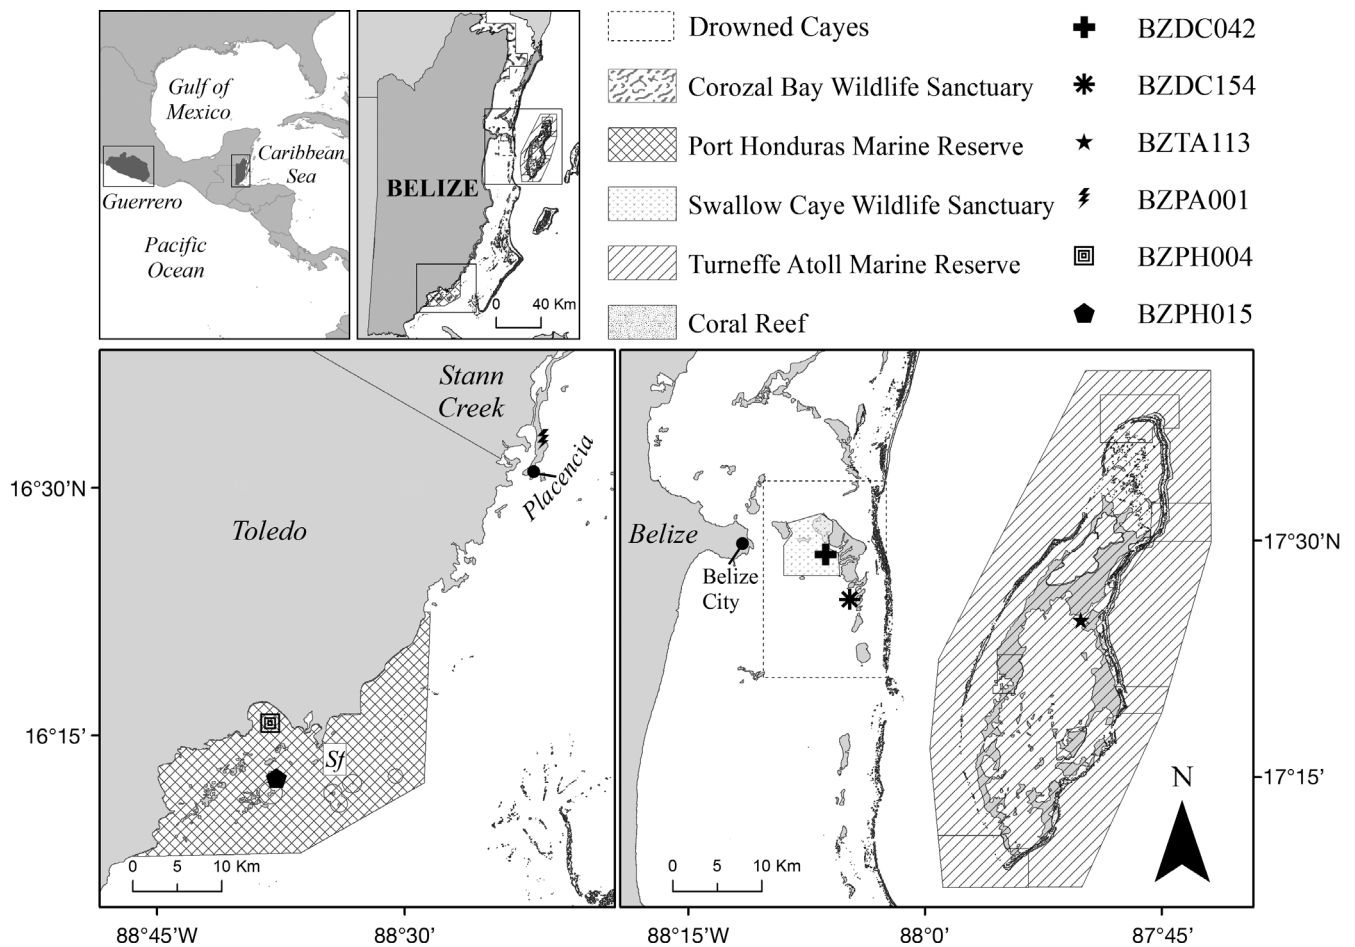 Gulf of
Mexico
Caribbean
Sea
Guerrero
Pacific
Ocean
BELIZE
0 40 Km
Drowned Cayes
Corozal Bay Wildlife Sanctuary
Port Honduras Marine Reserve
Swallow Caye Wildlife Sanctuary
Turneffe Atoll Marine Reserve
Coral Reef
BZDC042
BZDC154
BZTA113
BZPA001
BZPH004
BZPH015
Stann
Creek
Placencia
Toledo
Sf
16°30'N
16°15'
0 5 10 Km
88°45'W
88°30'
Belize
Belize
City
17°30'N
17°15'
N
0 5 10 Km
88°15'W
88°0'
87°45'